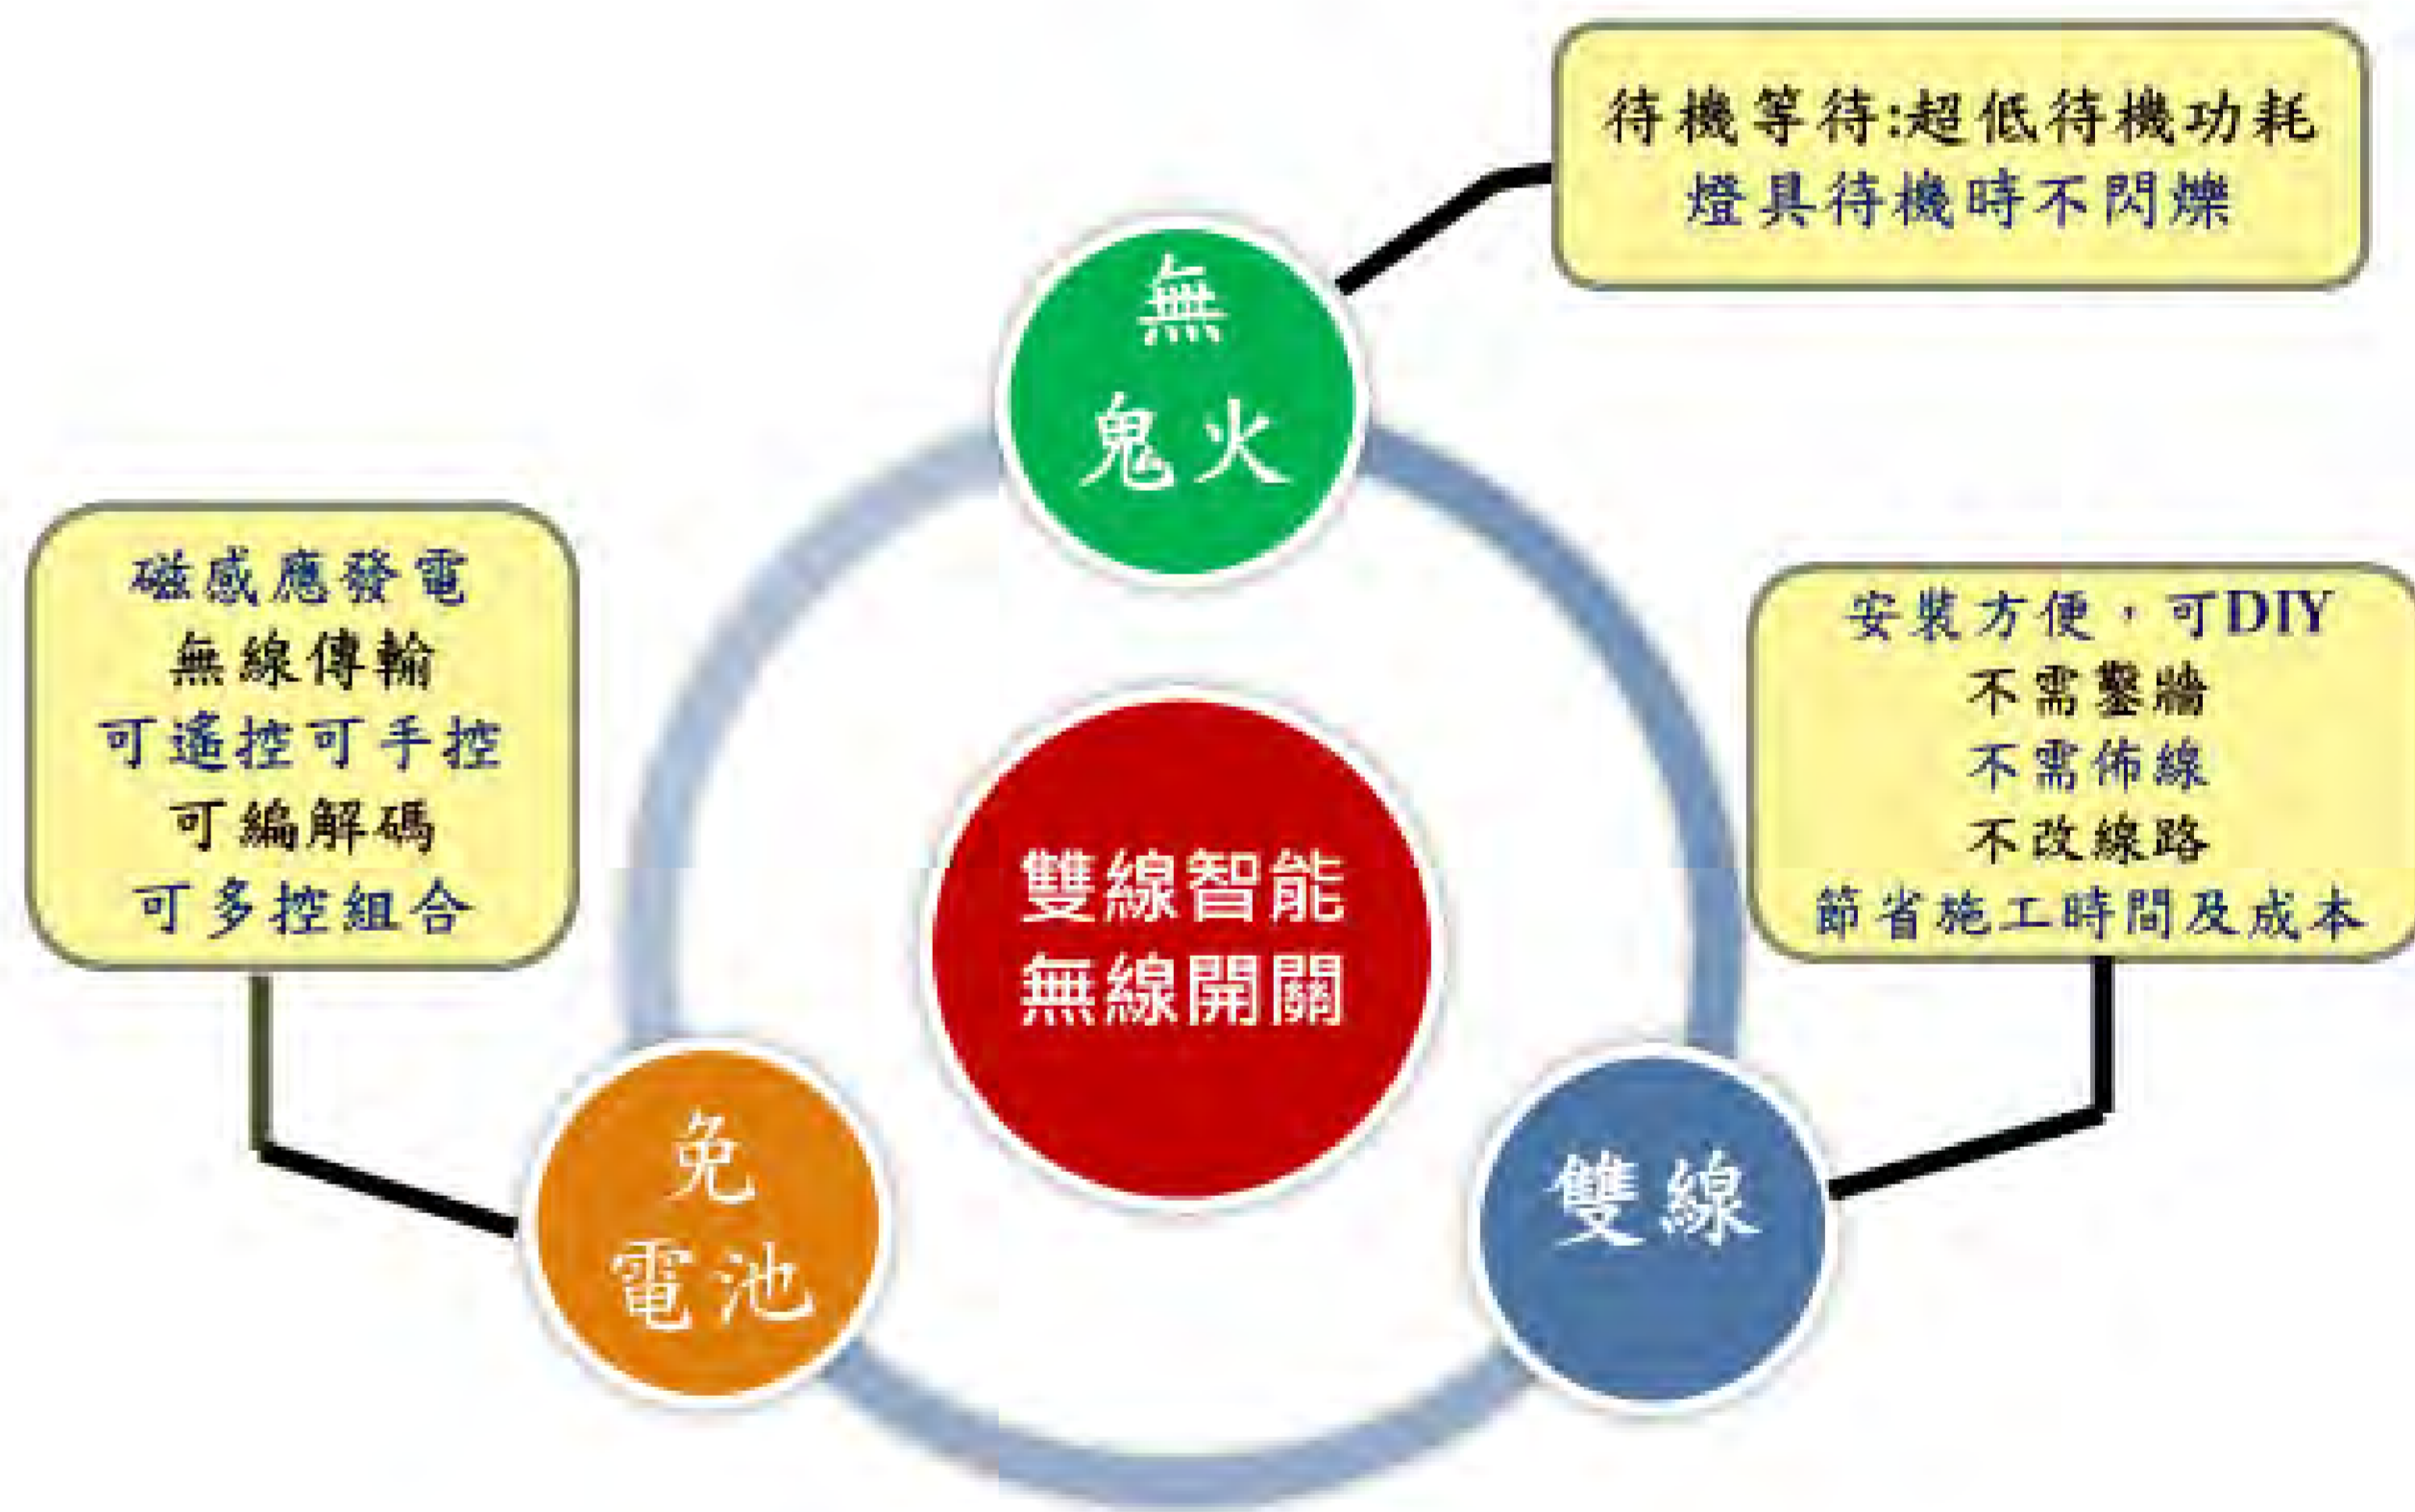 待機等待:超低待機功耗
燈具待機時不閃爍
無
鬼火
磁感應發電
無線傳輸
可遙控可手控
可編解碼
可多控組合
安裝方便，可DIY
不需鑿牆
不需佈線
不改線路
節省施工時間及成本
雙線智能
無線開關
免
電池
雙線